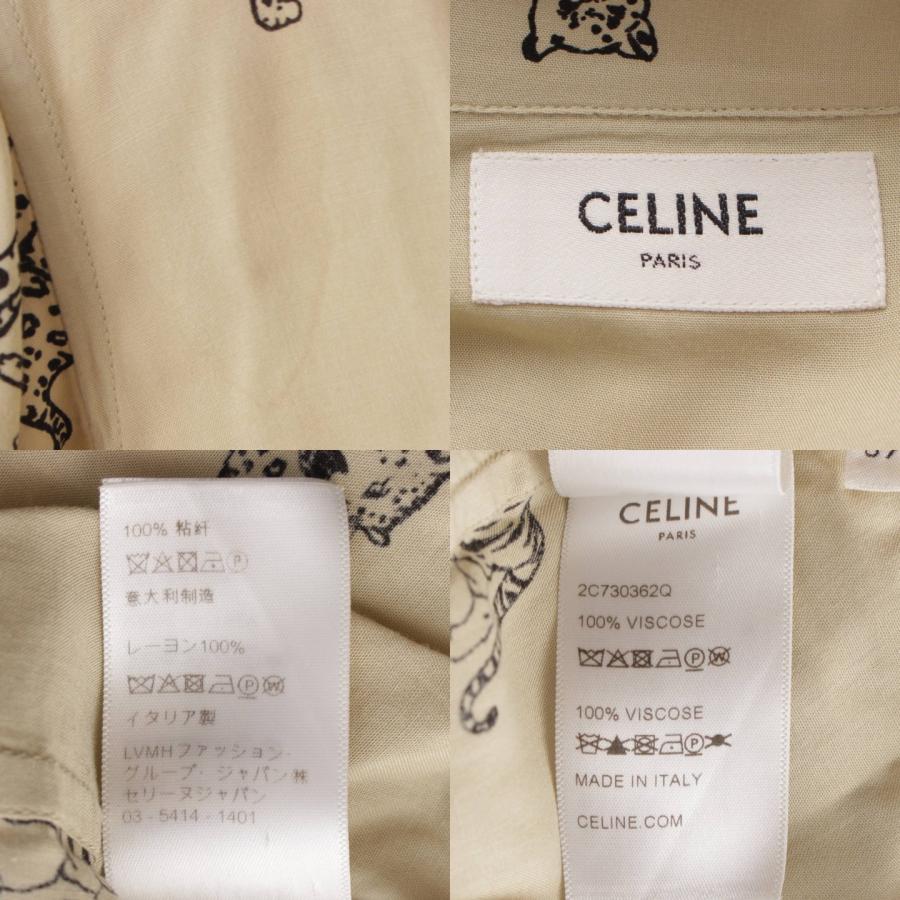 CELINE
PARIS
100% 粘纤
P
意大利制造
レーヨン100%
P W
イタリア製
LVMHファッション・
グループ・ジャパン㈱
セリーヌジャパン
03-5414-1401
CELINE
PARIS
2C730362Q
100% VISCOSE
P W
100% VISCOSE
P
MADE IN ITALY
CELINE.COM